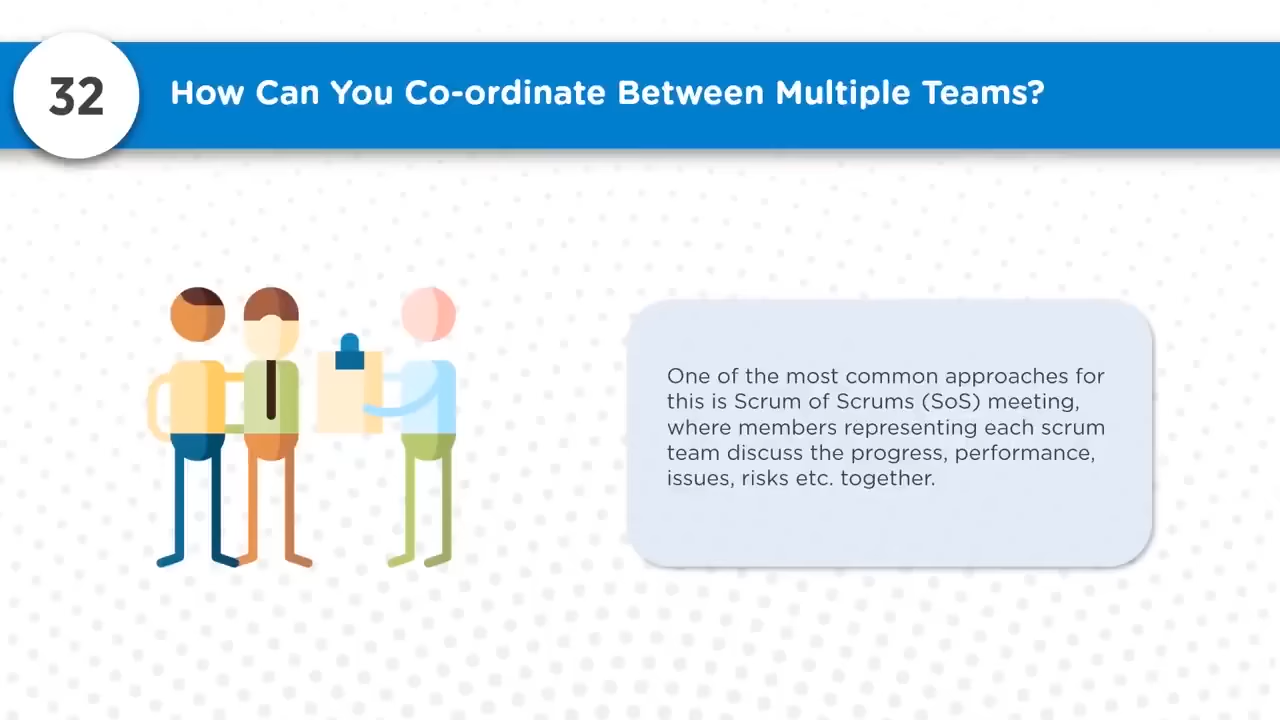 32
How Can You Co-ordinate Between Multiple Teams?
One of the most common approaches for
this is Scrum of Scrums (SoS) meeting,
where members representing each scrum
team discuss the progress, performance,
issues, risks etc. together.